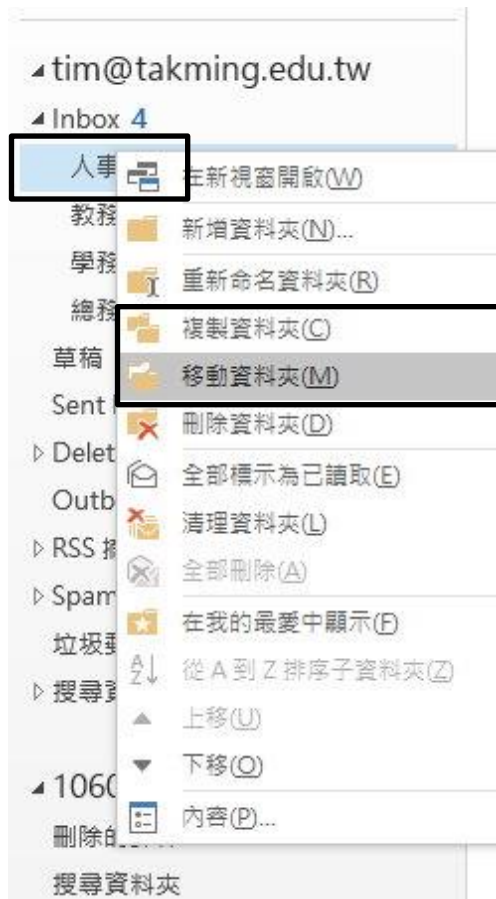 tim@takming.edu.tw
Inbox 4
人事
教務
學務
總務
草稿
Sent
Delet
Outb
RSS
Spam
垃圾
搜尋
1060
刪除的
搜尋資料夾
在新視窗開啟(W)
新增資料夾(N)...
重新命名資料夾(R)
複製資料夾(C)
移動資料夾(M)
刪除資料夾(D)
全部標示為已讀取(E)
清理資料夾(L)
全部刪除(A)
在我的最愛中顯示(F)
從 A 到 Z 排序子資料夾(Z)
上移(U)
下移(O)
內容(P)...